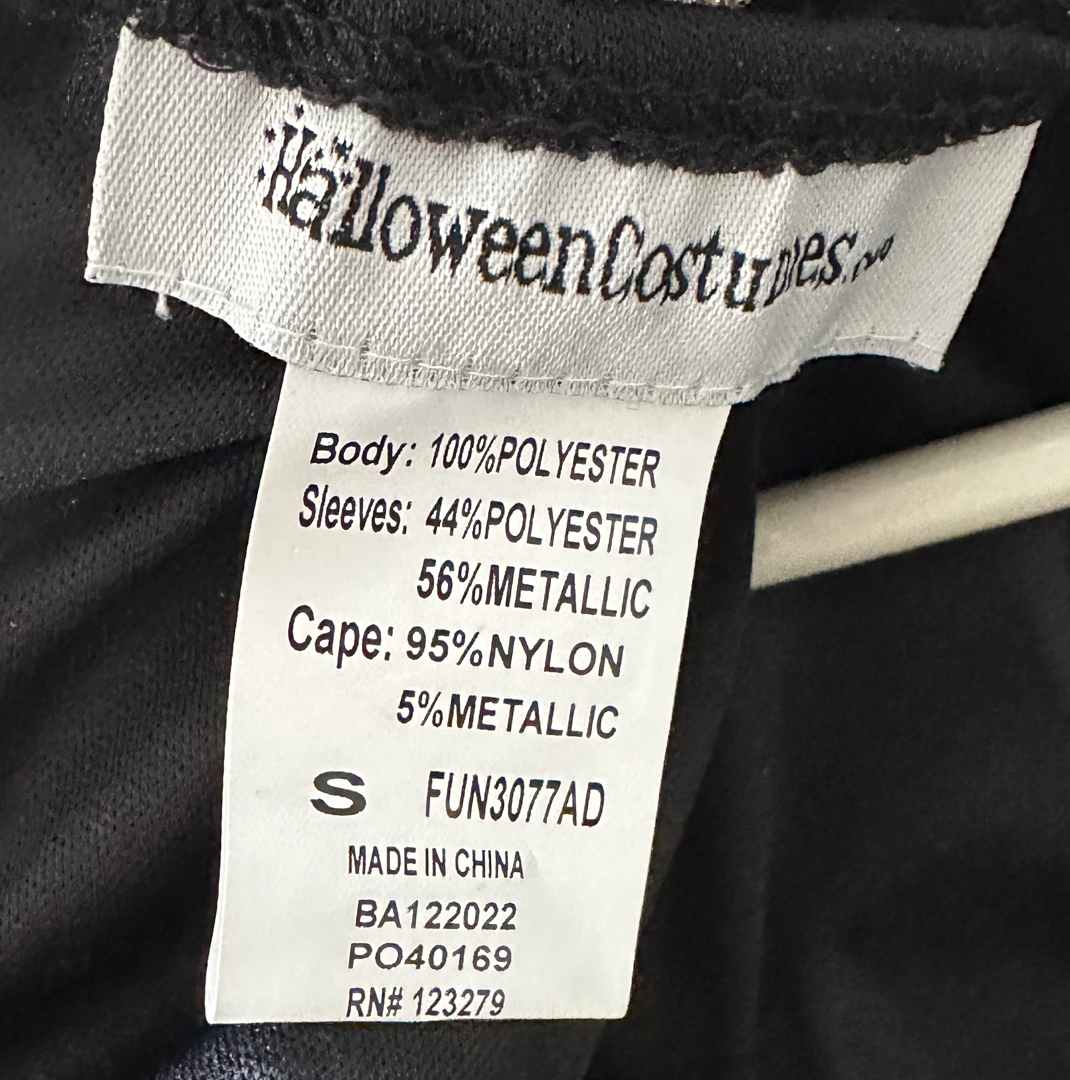 HalloweenCostumes
Body: 100%POLYESTER
Sleeves: 44%POLYESTER
56%METALLIC
Cape: 95%NYLON
5%METALLIC
S FUN3077AD
MADE IN CHINA
BA122022
PO40169
RN# 123279